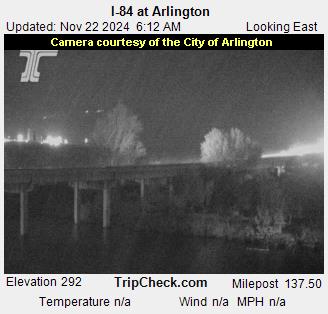 I-84 at Arlington
Updated: Nov 22 2024 6:12 AM Looking East
Camera courtesy of the City of Arlington
Elevation 292 TripCheck.com Milepost 137.50
Temperature n/a Wind n/a MPH n/a